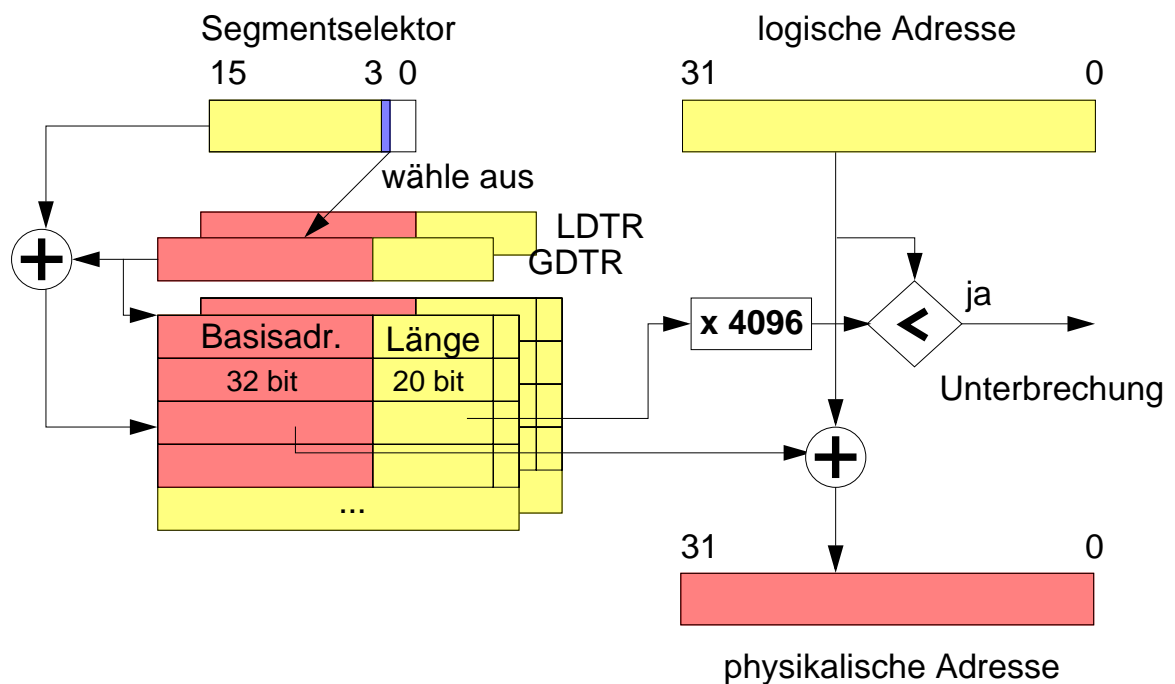 Segmentselektor
logische Adresse
15 3 0
31 0
wähle aus
LDTR
GDTR
Basisadr. Länge
32 bit 20 bit
...
x 4096
<
ja
Unterbrechung
+
+
31 0
physikalische Adresse